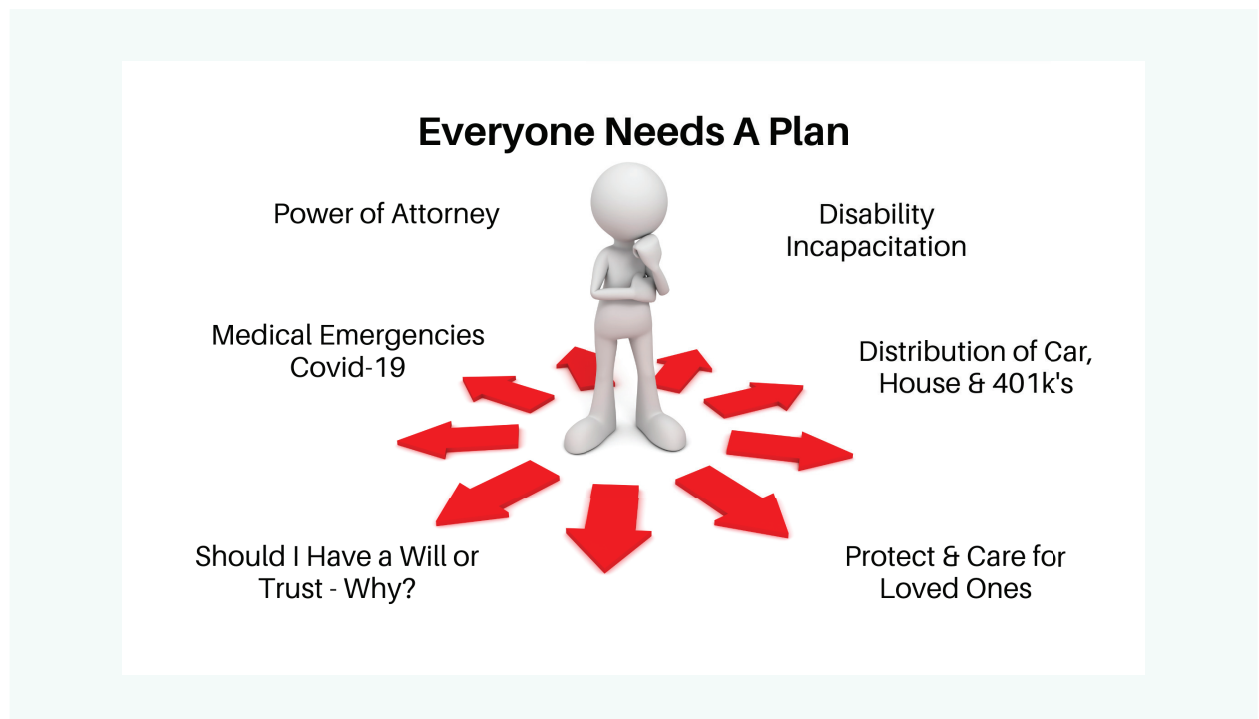 Everyone Needs A Plan
Power of Attorney
Disability
Incapacitation
Medical Emergencies
Covid-19
Distribution of Car,
House & 401k's
Should I Have a Will or
Trust - Why?
Protect & Care for
Loved Ones